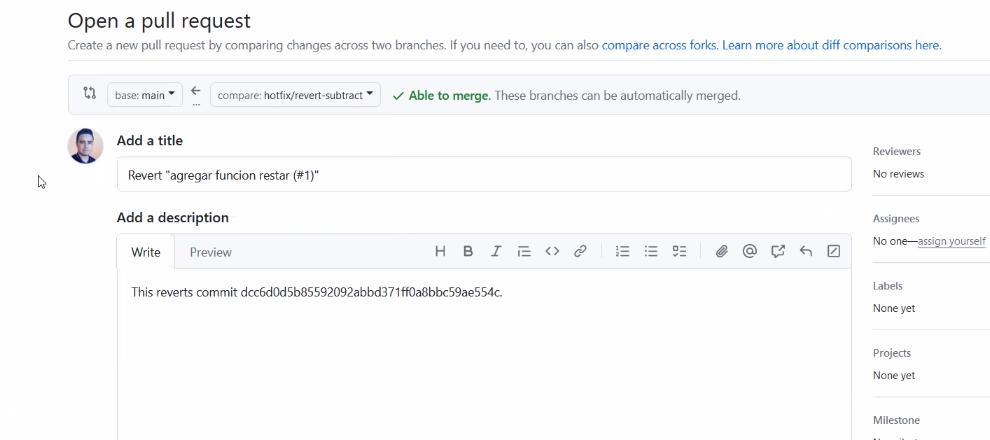 Open a pull request
Create a new pull request by comparing changes across two branches. If you need to, you can also compare across forks. Learn more about diff comparisons here.
base: main
compare: hotfix/revert-subtract
Able to merge. These branches can be automatically merged.
Add a title
Revert "agregar funcion restar (#1)"
Add a description
Write
Preview
This reverts commit dcc6d0d5b85592092abbd371ff0a8bbc59ae554c.
Reviewers
No reviews
Assignees
No one—assign yourself
Labels
None yet
Projects
None yet
Milestone